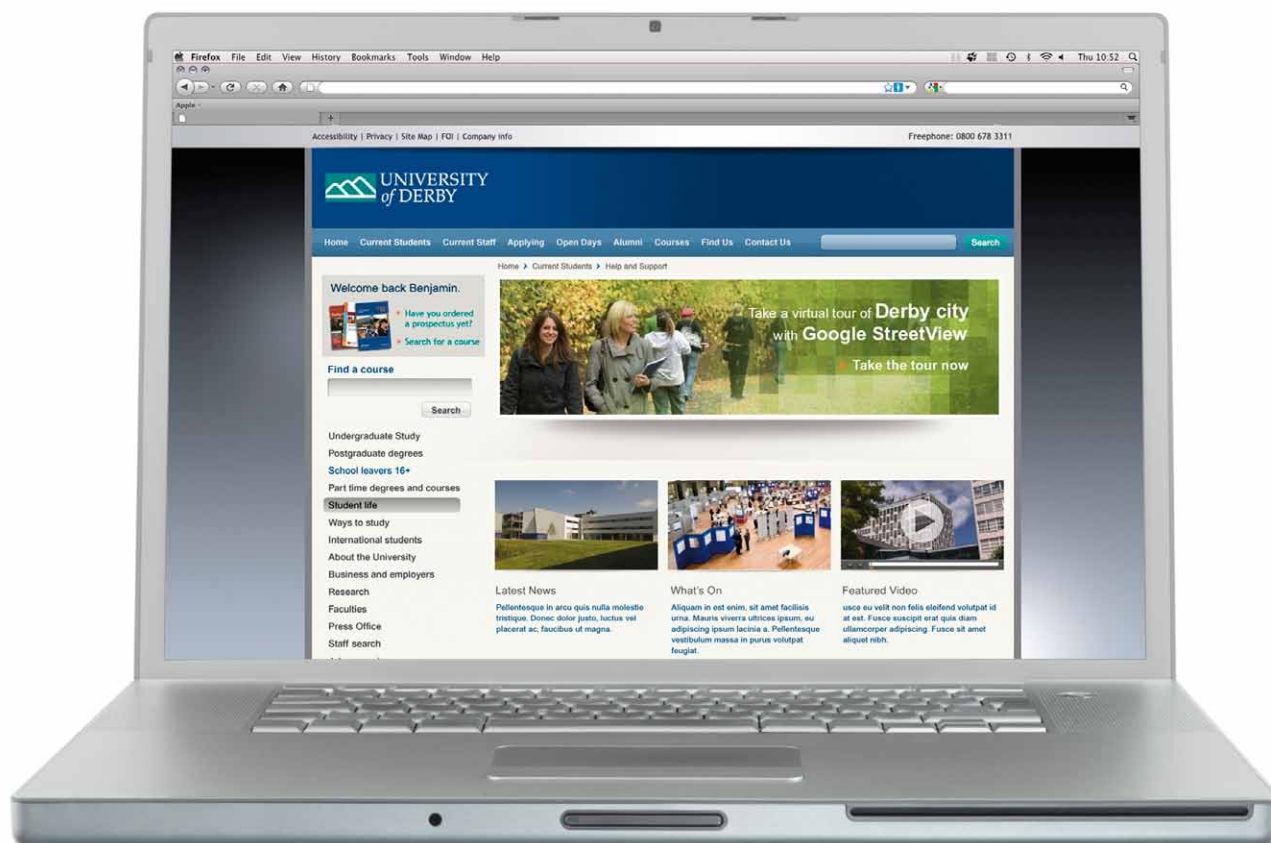 Firefox File Edit View History Bookmarks Tools Window Help
Thu 10:52
Apple
Accessibility | Privacy | Site Map | FOI | Company info
Freephone: 0800 678 3311
UNIVERSITY
of DERBY
Home Current Students Current Staff Applying Open Days Alumni Courses Find Us Contact Us
Search
Home > Current Students > Help and Support
Welcome back Benjamin.
Have you ordered
a prospectus yet?
Search for a course
Find a course
Search
Undergraduate Study
Postgraduate degrees
School leavers 16+
Part time degrees and courses
Student life
Ways to study
International students
About the University
Business and employers
Research
Faculties
Press Office
Staff search
Take a virtual tour of Derby city
with Google StreetView
Take the tour now
Latest News
Pellentesque in arcu quis nulla molestie
tristique. Donec dolor justo, luctus vel
placerat ac, faucibus ut magna.
What's On
Aliquam in est enim, sit amet facilisis
urna. Mauris viverra ultrices ipsum, eu
adipiscing ipsum lacinia a. Pellentesque
vestibulum massa in purus volutpat
feugiat.
Featured Video
usce eu velit non felis eleifend volutpat id
at est. Fusce suscipit erat quis diam
ullamcorper adipiscing. Fusce sit amet
aliquet nibh.